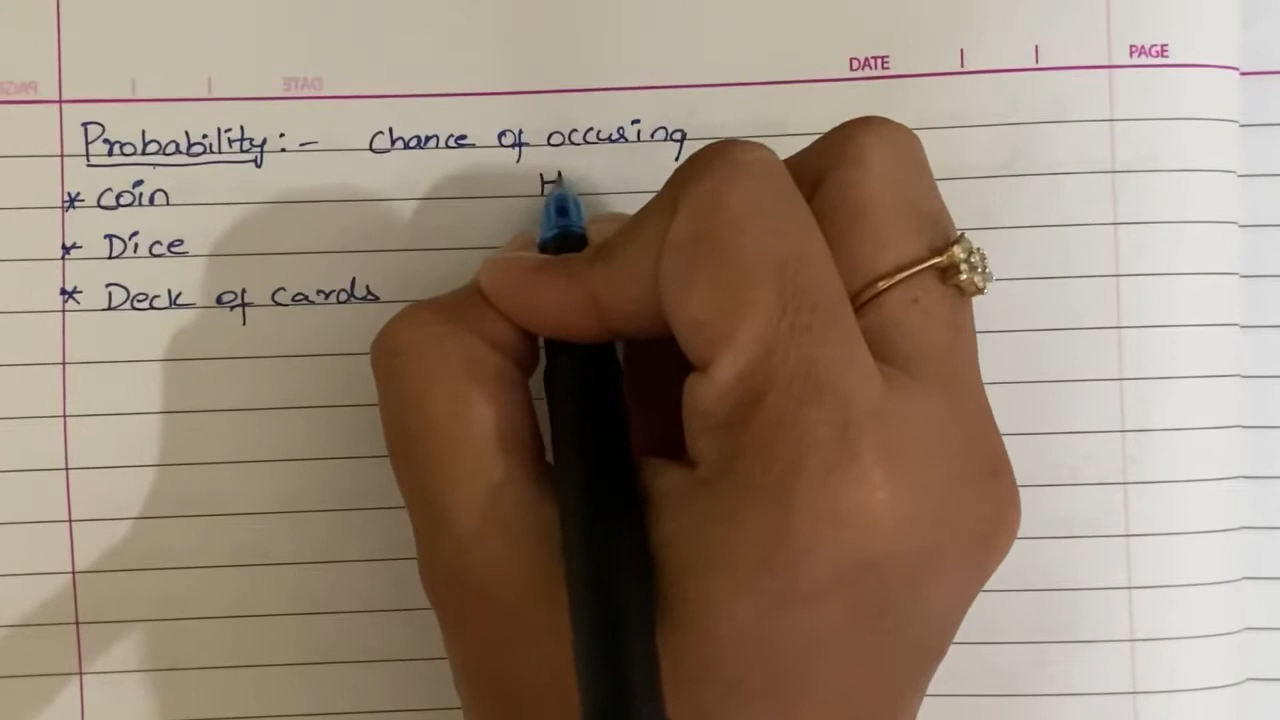 DATE PAGE
Probability:- Chance of occuring
H
* Coin
* Dice
* Deck of cards